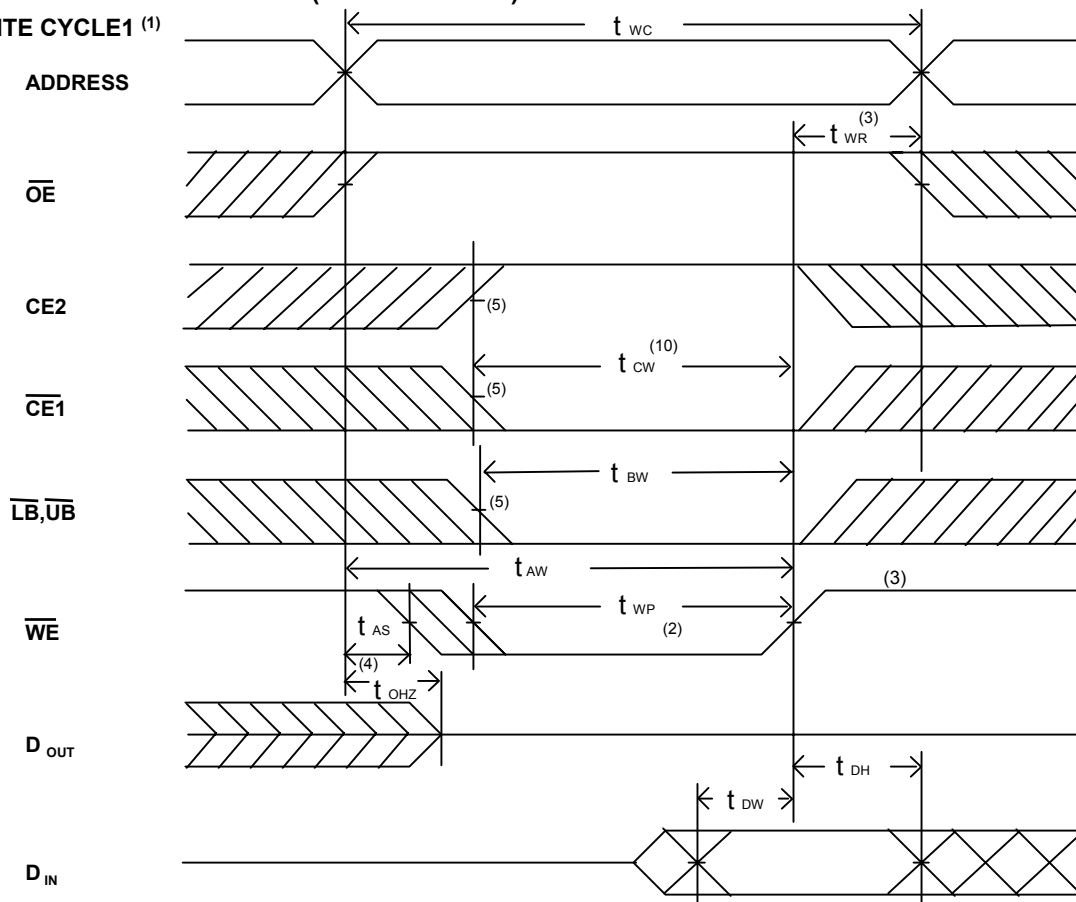 ITE CYCLE1 (1)
t WC
ADDRESS
t WR (3)
OE
CE2
(5)
t CW (10)
CE1
(5)
t BW
LB,UB
(5)
t AW
(3)
t WP
WE
t AS
(2)
(4)
t OHZ
D OUT
t DH
t DW
D IN